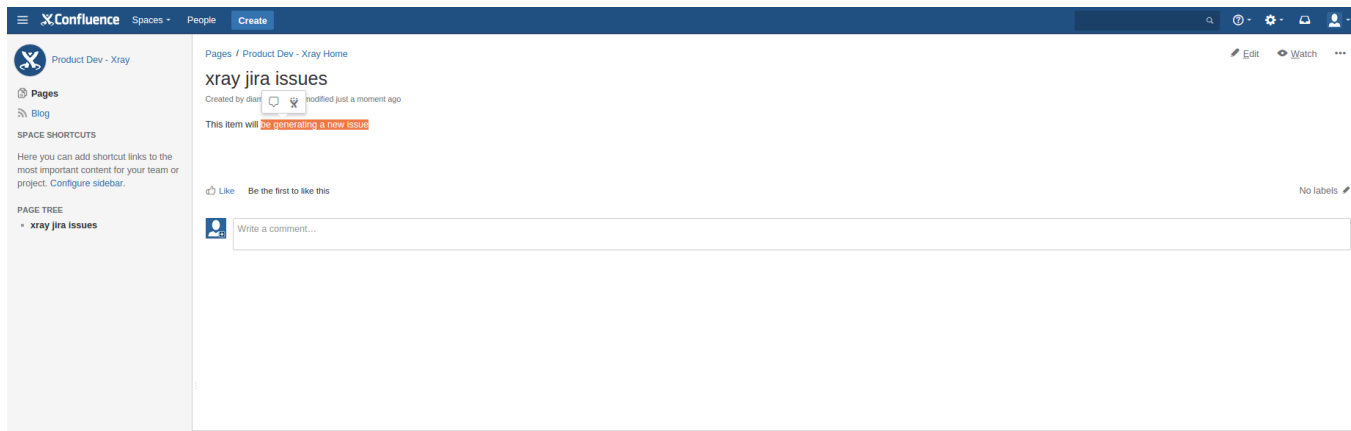 Confluence Spaces People Create
Product Dev - Xray
Pages
Blog
SPACE SHORTCUTS
Here you can add shortcut links to the
most important content for your team or
project. Configure sidebar.
PAGE TREE
xray jira issues
Pages / Product Dev - Xray Home
Edit Watch
xray jira issues
Created by modified just a moment ago
This item will be generating a new issue
Like Be the first to like this
No labels
Write a comment…